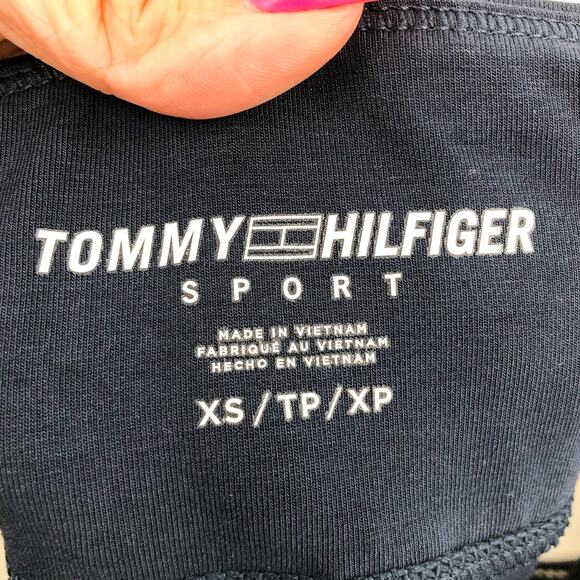 TOMMY HILFIGER
SPORT
MADE IN VIETNAM
FABRIQUÉ AU VIETNAM
HECHO EN VIETNAM
XS/TP/XP